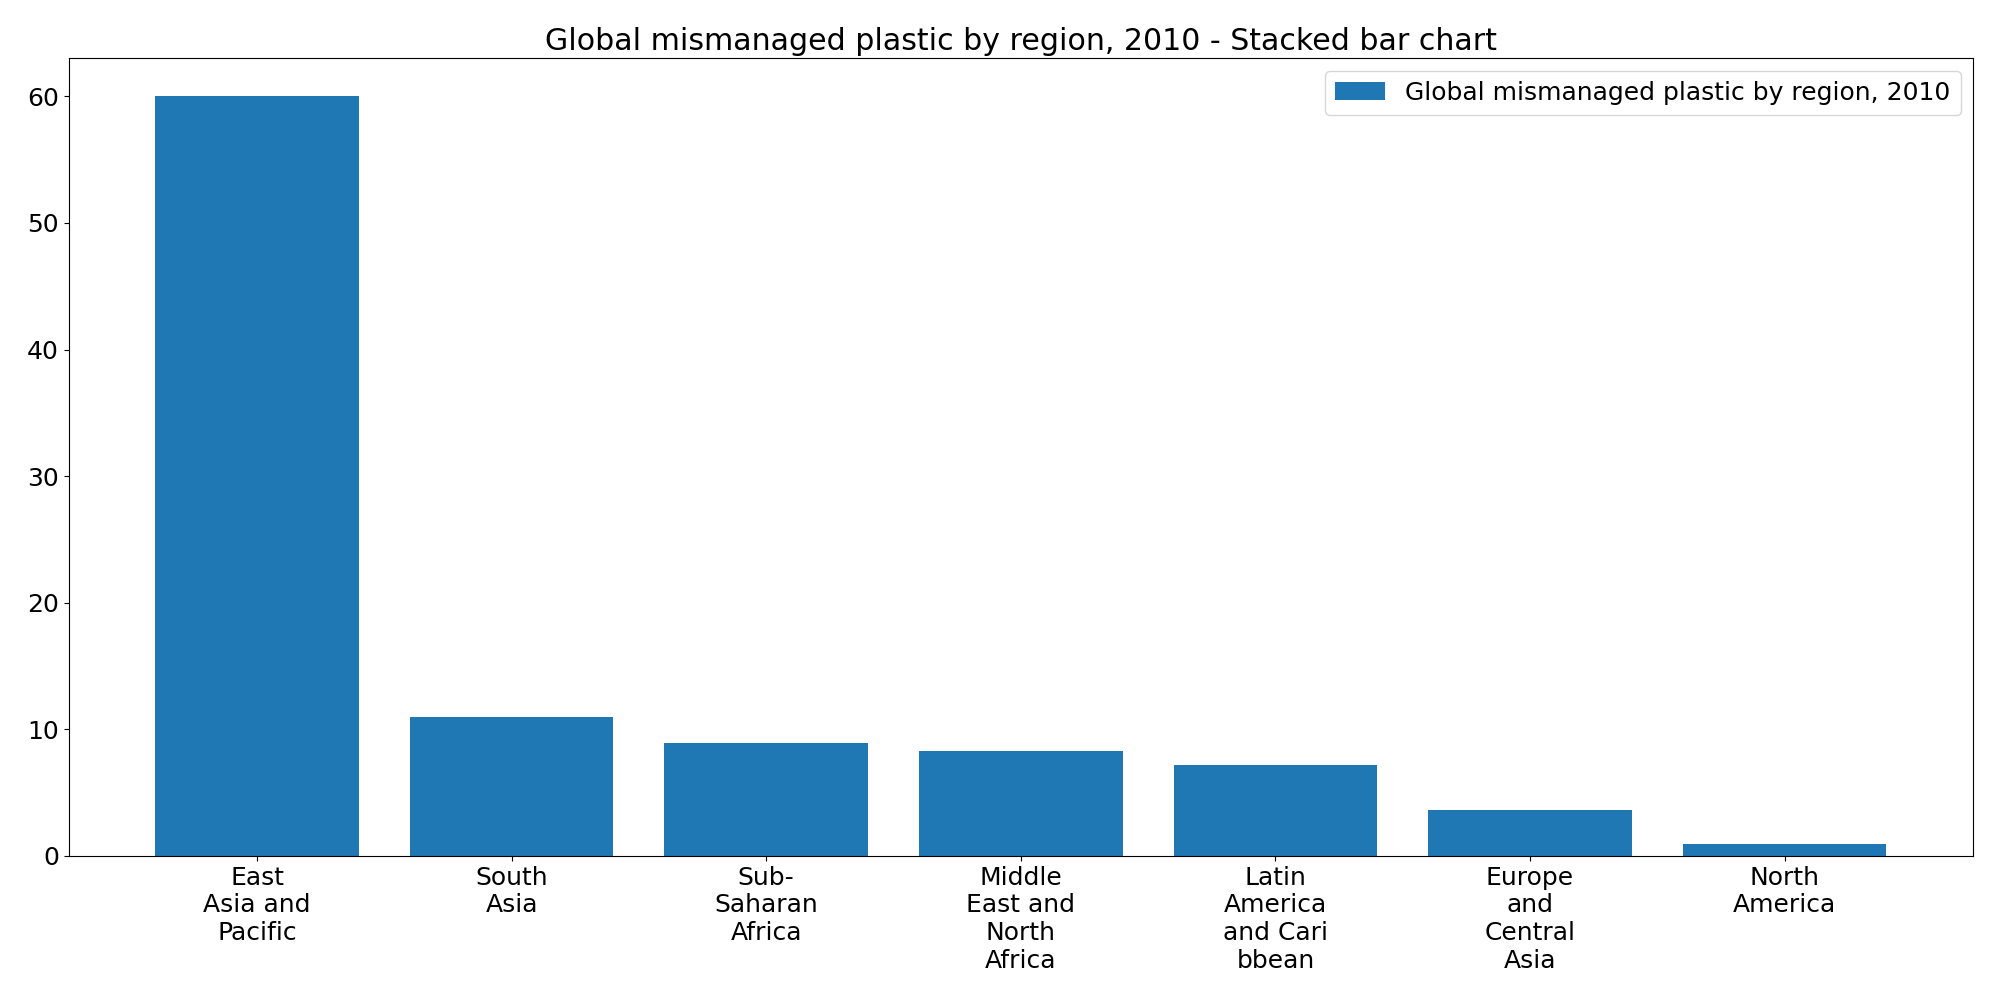 Global mismanaged plastic by region, 2010 - Stacked bar chart
Global mismanaged plastic by region, 2010
60
50
40
30
20
10
0
East
Asia and
Pacific
South
Asia
Sub-
Saharan
Africa
Middle
East and
North
Africa
Latin
America
and Cari
bbean
Europe
and
Central
Asia
North
America